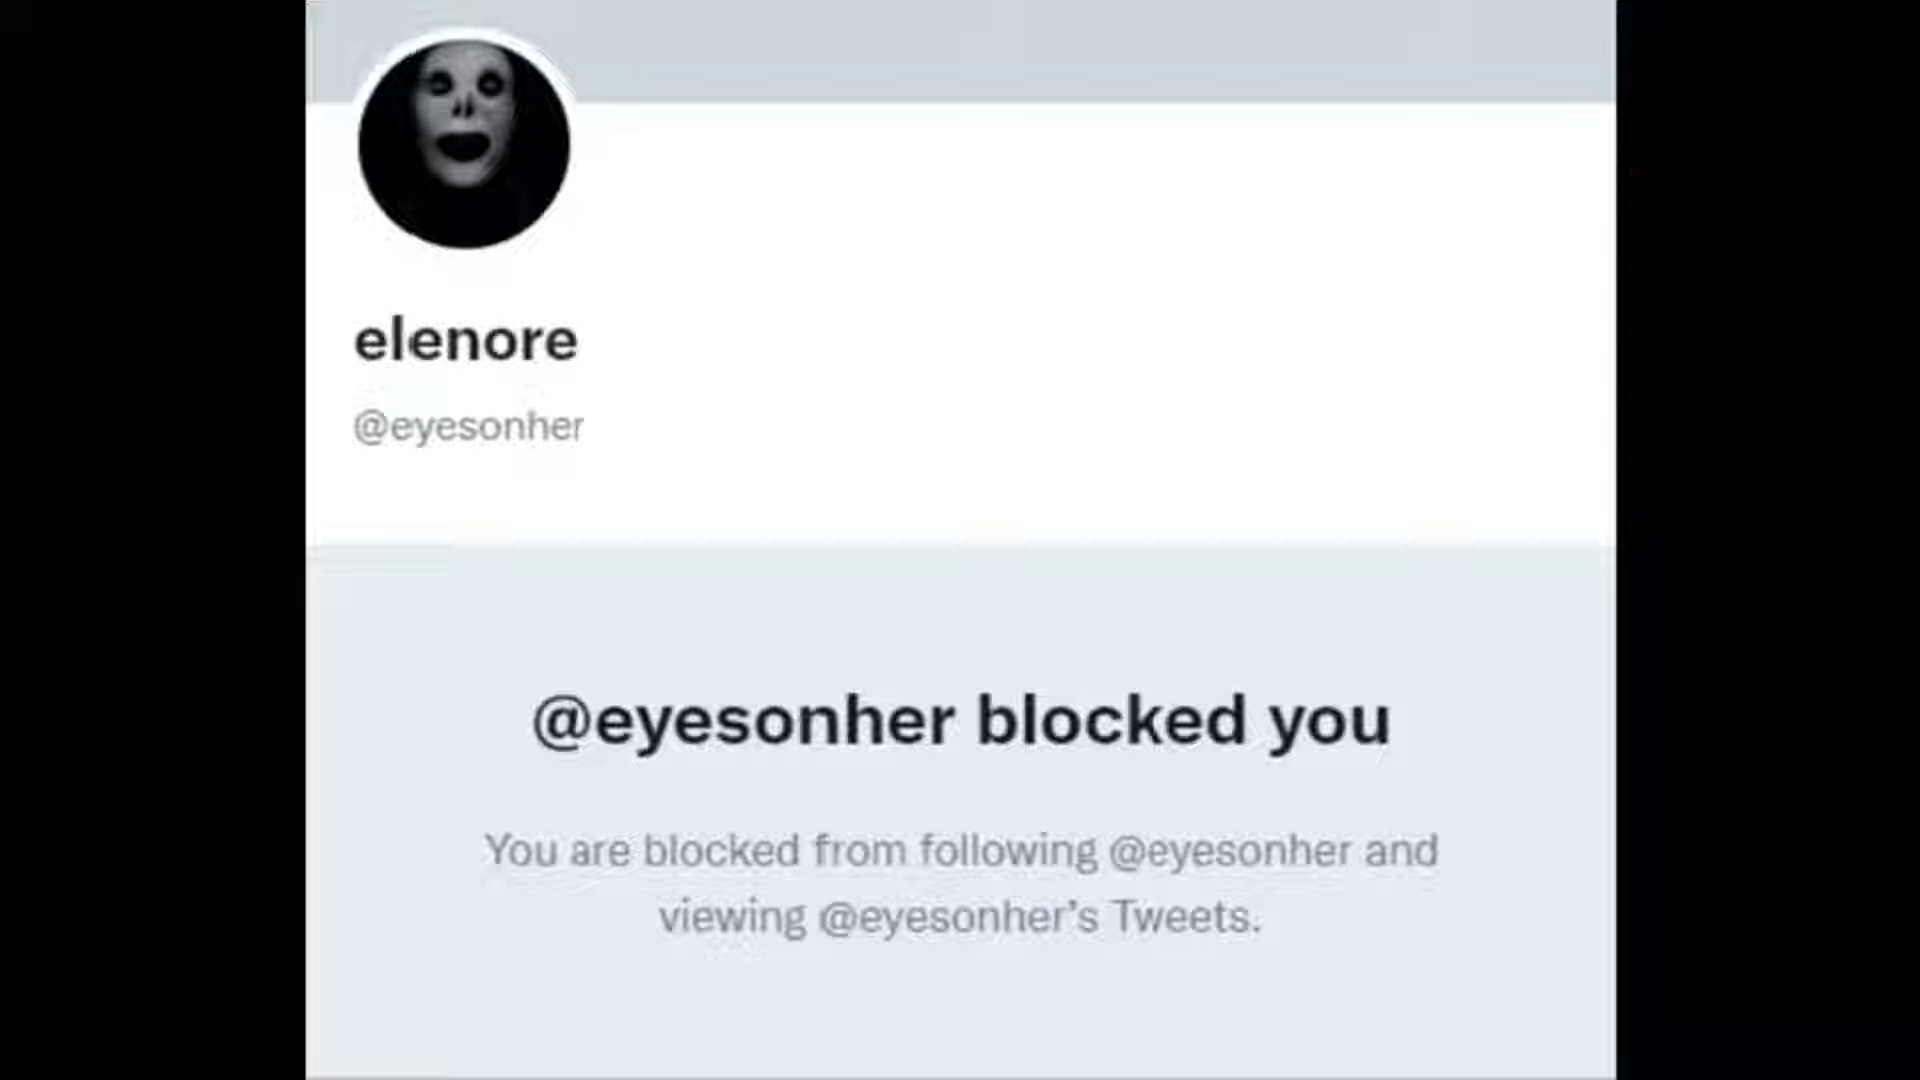 elenore
@eyesonher
@eyesonher blocked you
You are blocked from following @eyesonher and
viewing @eyesonher’s Tweets.